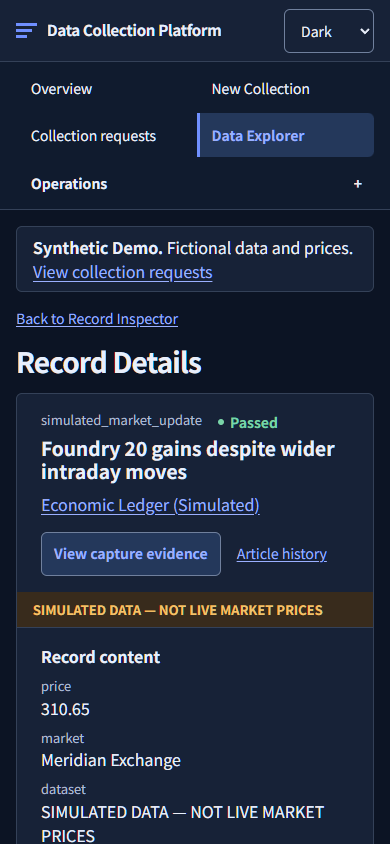 Data Collection Platform
Dark
Overview
New Collection
Collection requests
Data Explorer
Operations
+
Synthetic Demo. Fictional data and prices.
View collection requests
Back to Record Inspector
Record Details
simulated_market_update
Passed
Foundry 20 gains despite wider
intraday moves
Economic Ledger (Simulated)
View capture evidence
Article history
SIMULATED DATA — NOT LIVE MARKET PRICES
Record content
price
310.65
market
Meridian Exchange
dataset
SIMULATED DATA — NOT LIVE MARKET
PRICES